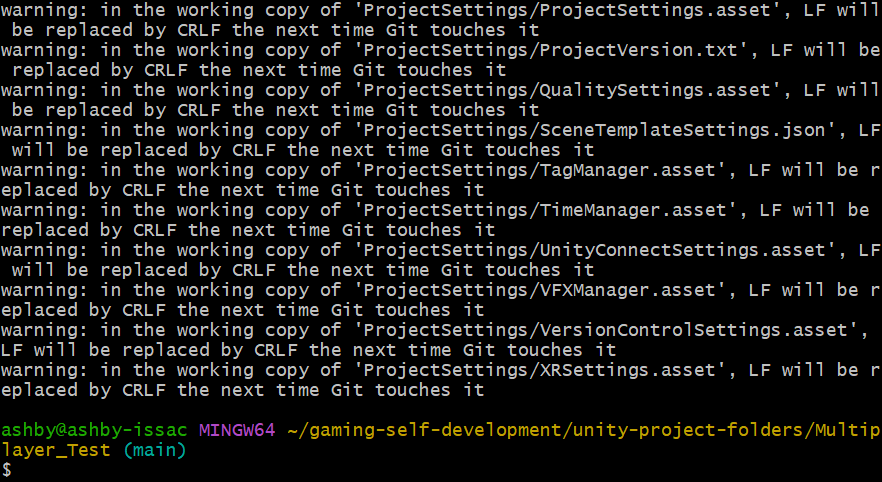 warning: in the working copy of 'ProjectSettings/ProjectSettings.asset', LF will
 be replaced by CRLF the next time Git touches it
warning: in the working copy of 'ProjectSettings/ProjectVersion.txt', LF will be
 replaced by CRLF the next time Git touches it
warning: in the working copy of 'ProjectSettings/QualitySettings.asset', LF will
 be replaced by CRLF the next time Git touches it
warning: in the working copy of 'ProjectSettings/SceneTemplateSettings.json', LF
 will be replaced by CRLF the next time Git touches it
warning: in the working copy of 'ProjectSettings/TagManager.asset', LF will be r
eplaced by CRLF the next time Git touches it
warning: in the working copy of 'ProjectSettings/TimeManager.asset', LF will be
replaced by CRLF the next time Git touches it
warning: in the working copy of 'ProjectSettings/UnityConnectSettings.asset', LF
 will be replaced by CRLF the next time Git touches it
warning: in the working copy of 'ProjectSettings/VFXManager.asset', LF will be r
eplaced by CRLF the next time Git touches it
warning: in the working copy of 'ProjectSettings/VersionControlSettings.asset',
LF will be replaced by CRLF the next time Git touches it
warning: in the working copy of 'ProjectSettings/XRSettings.asset', LF will be r
eplaced by CRLF the next time Git touches it
ashby@ashby-issac MINGW64 ~/gaming-self-development/unity-project-folders/Multip
layer_Test (main)
$